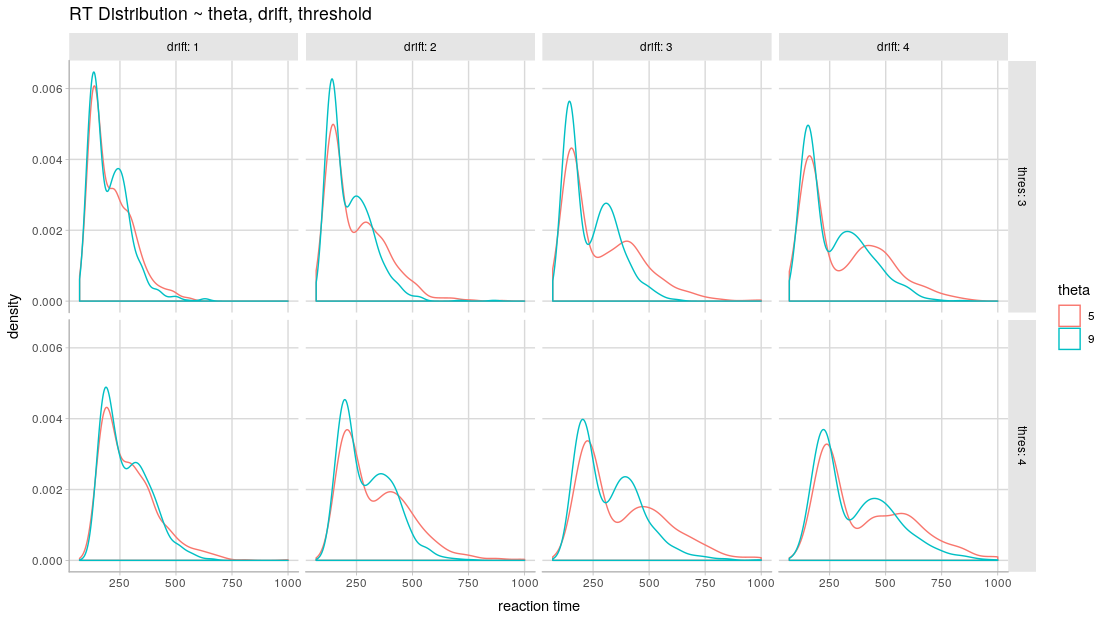 RT Distribution ~ theta, drift, threshold
drift: 1 drift: 2 drift: 3 drift: 4
0.006
0.004
0.002
0.000
thres: 3
density
theta
5
9
0.006
0.004
0.002
0.000
thres: 4
250 500 750 1000 250 500 750 1000 250 500 750 1000 250 500 750 1000
reaction time